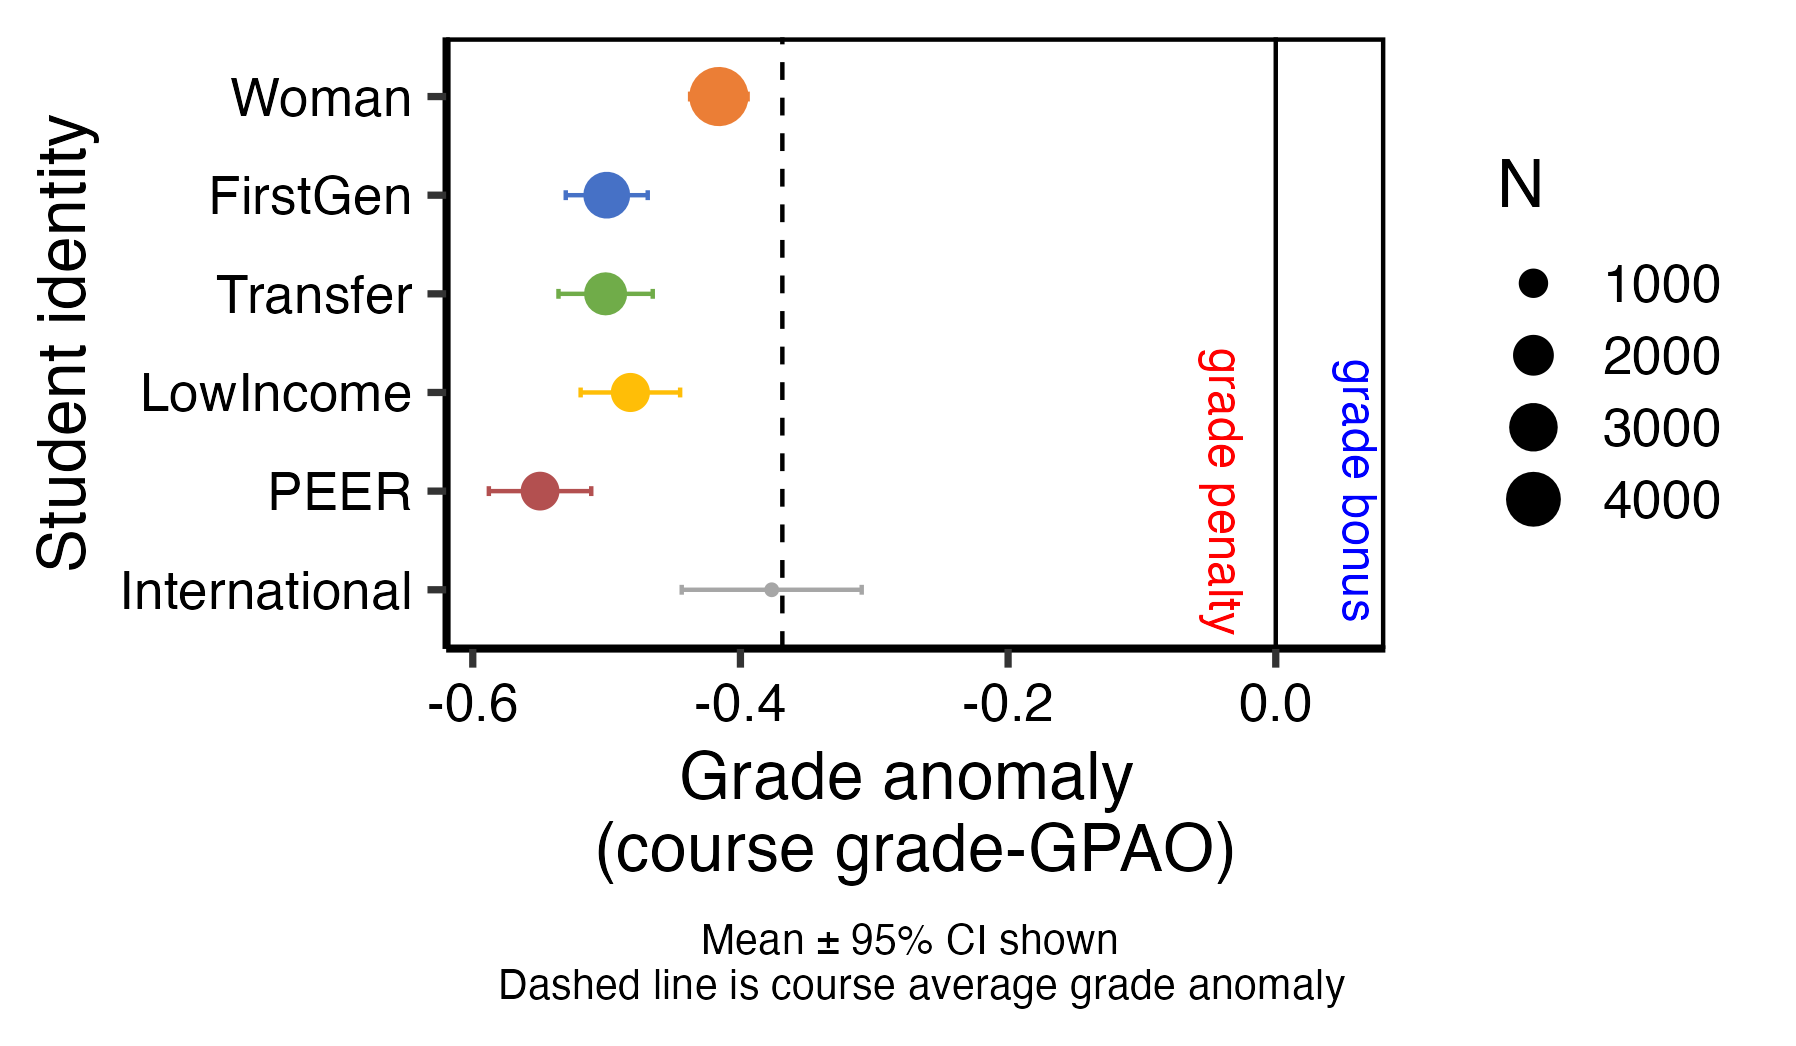 Student identity
Woman
FirstGen
Transfer
LowIncome
PEER
International
grade penalty
grade bonus
-0.6
-0.4
-0.2
0.0
Grade anomaly
(course grade-GPAO)
Mean ± 95% CI shown
Dashed line is course average grade anomaly
N
1000
2000
3000
4000